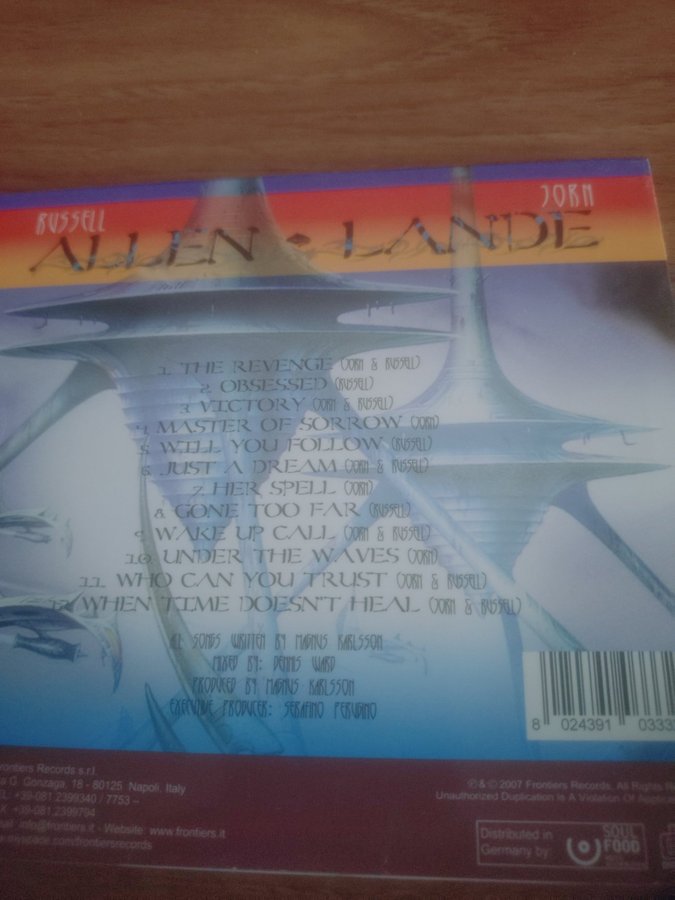 RUSSELL
JORN
ALLEN • LANDE
1. THE REVENGE (JORN & RUSSELL)
2. OBSESSED (RUSSELL)
3. VICTORY (JORN & RUSSELL)
4. MASTER OF SORROW (JORN)
5. WILL YOU FOLLOW (RUSSELL)
6. JUST A DREAM (JORN & RUSSELL)
7. HER SPELL (JORN)
8. GONE TOO FAR (RUSSELL)
9. WAKE UP CALL (JORN & RUSSELL)
10. UNDER THE WAVES (JORN)
11. WHO CAN YOU TRUST (JORN & RUSSELL)
WHEN TIME DOESN'T HEAL (JORN & RUSSELL)
ALL SONGS WRITTEN BY MAGNUS KARLSSON
MIXED BY: DENNIS WARD
PRODUCED BY MAGNUS KARLSSON
EXECUTIVE PRODUCER: SERAFINO PERUGINO
8 024391 0333
Frontiers Records s.r.l.
G. Gonzaga, 18 - 80125 Napoli, Italy
+39-081.2399340 / 7753 –
+39-081.2399794
info@frontiers.it - Website www.frontiers.it
myspace.com/frontiersrecords
℗ & © 2007 Frontiers Records. All Rights
Unauthorized Duplication Is A Violation Of
Distributed in
Germany by:
SOUL
FOOD